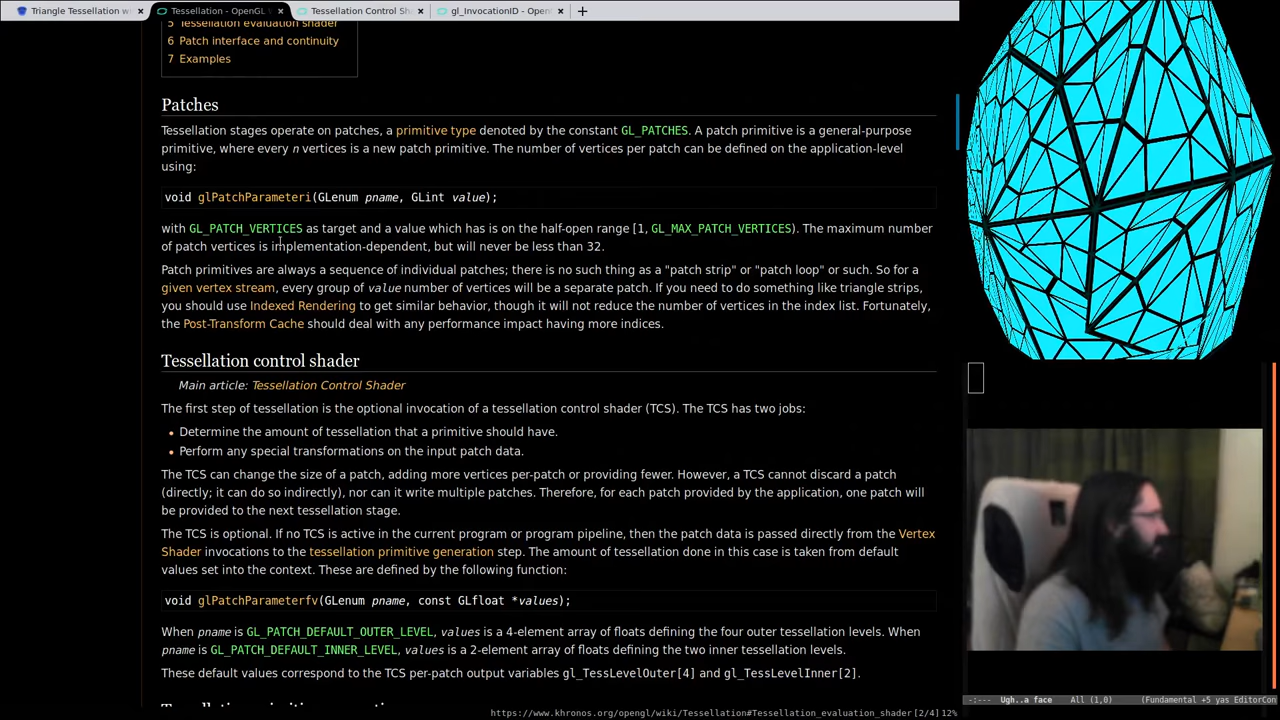 Triangle Tessellation wi ×
Tessellation - OpenGL W ×
Tessellation Control Sha ×
gl_InvocationID - OpenG ×
+
5 Tessellation evaluation shader
6 Patch interface and continuity
7 Examples
Patches
Tessellation stages operate on patches, a primitive type denoted by the constant GL_PATCHES. A patch primitive is a general-purpose
primitive, where every n vertices is a new patch primitive. The number of vertices per patch can be defined on the application-level
using:
void glPatchParameteri(GLenum pname, GLint value);
with GL_PATCH_VERTICES as target and a value which has is on the half-open range [1, GL_MAX_PATCH_VERTICES). The maximum number
of patch vertices is implementation-dependent, but will never be less than 32.
Patch primitives are always a sequence of individual patches; there is no such thing as a "patch strip" or "patch loop" or such. So for a
given vertex stream, every group of value number of vertices will be a separate patch. If you need to do something like triangle strips,
you should use Indexed Rendering to get similar behavior, though it will not reduce the number of vertices in the index list. Fortunately,
the Post-Transform Cache should deal with any performance impact having more indices.
Tessellation control shader
Main article: Tessellation Control Shader
The first step of tessellation is the optional invocation of a tessellation control shader (TCS). The TCS has two jobs:
• Determine the amount of tessellation that a primitive should have.
• Perform any special transformations on the input patch data.
The TCS can change the size of a patch, adding more vertices per-patch or providing fewer. However, a TCS cannot discard a patch
(directly; it can do so indirectly), nor can it write multiple patches. Therefore, for each patch provided by the application, one patch will
be provided to the next tessellation stage.
The TCS is optional. If no TCS is active in the current program or program pipeline, then the patch data is passed directly from the Vertex
Shader invocations to the tessellation primitive generation step. The amount of tessellation done in this case is taken from default
values set into the context. These are defined by the following function:
void glPatchParameterfv(GLenum pname, const GLfloat *values);
When pname is GL_PATCH_DEFAULT_OUTER_LEVEL, values is a 4-element array of floats defining the four outer tessellation levels. When
pname is GL_PATCH_DEFAULT_INNER_LEVEL, values is a 2-element array of floats defining the two inner tessellation levels.
These default values correspond to the TCS per-patch output variables gl_TessLevelOuter[4] and gl_TessLevelInner[2].
https://www.khronos.org/opengl/wiki/Tessellation#Tessellation_evaluation_shader [2/4] 12%
-:--- Ugh..a face All (1,0) (Fundamental +5 yas EditorCon